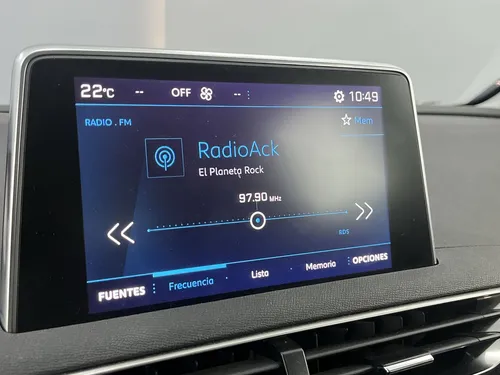 22°C -- OFF -- 10:49
RADIO . FM
Mem
RadioAck
El Planeta Rock
97.90 MHz
RDS
FUENTES Frecuencia Lista Memoria OPCIONES